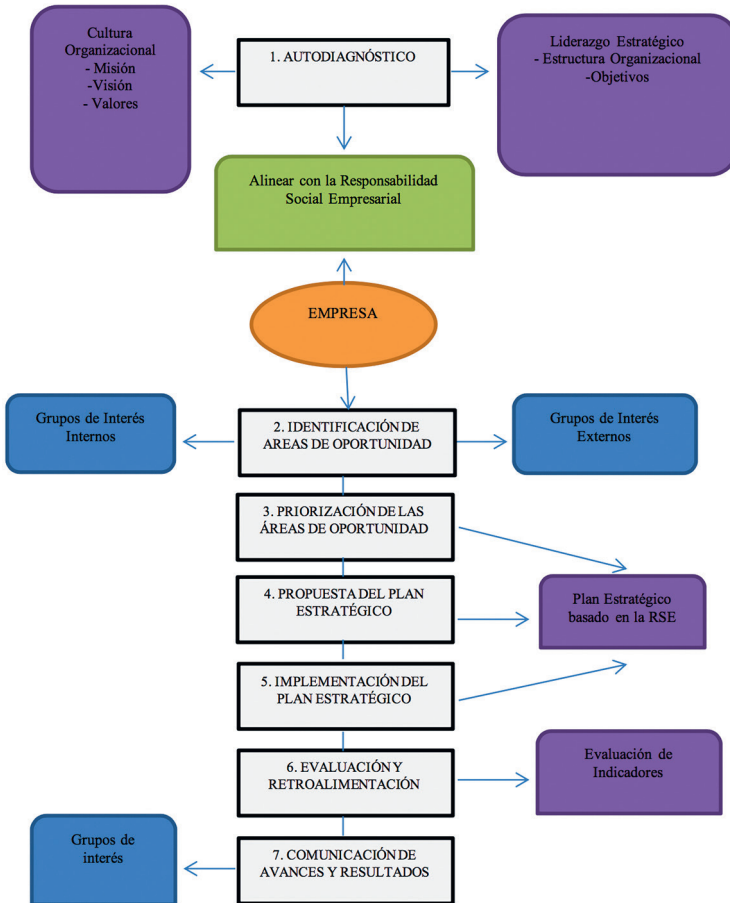 Cultura
Organizacional
- Misión
-Visión
- Valores
1. AUTODIAGNÓSTICO
Liderazgo Estratégico
- Estructura Organizacional
-Objetivos
Alinear con la Responsabilidad
Social Empresarial
EMPRESA
Grupos de Interés
Internos
2. IDENTIFICACIÓN DE
AREAS DE OPORTUNIDAD
Grupos de Interés
Externos
3. PRIORIZACIÓN DE LAS
ÁREAS DE OPORTUNIDAD
4. PROPUESTA DEL PLAN
ESTRATÉGICO
Plan Estratégico
basado en la RSE
5. IMPLEMENTACIÓN DEL
PLAN ESTRATÉGICO
6. EVALUACIÓN Y
RETROALIMENTACIÓN
Evaluación de
Indicadores
Grupos de
interés
7. COMUNICACIÓN DE
AVANCES Y RESULTADOS